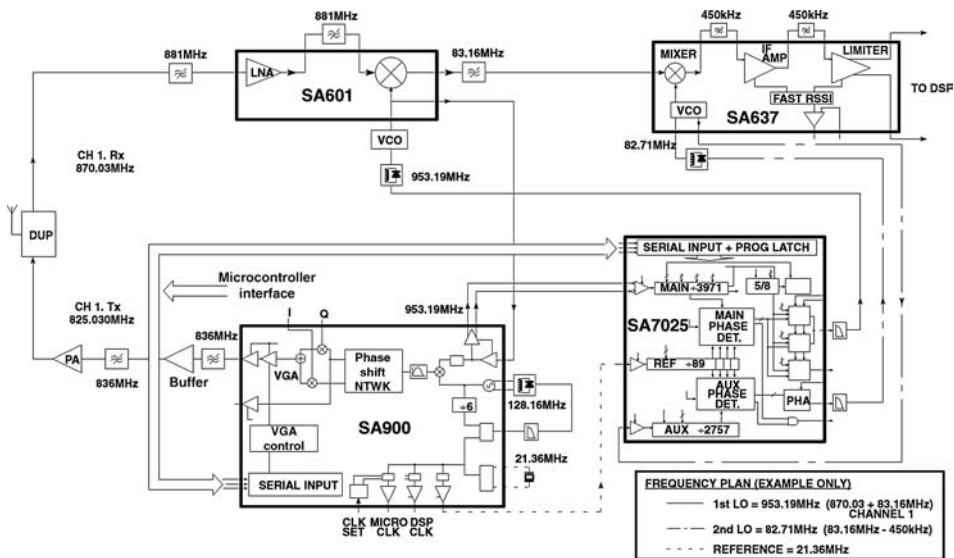 881MHz
450kHz
450kHz
881MHz
83.16MHz
MIXER
IF
AMP
LIMITER
LNA
SA601
FAST RSSI
TO DSP
VCO
SA637
VCO
82.71MHz
CH 1. Rx
870.03MHz
953.19MHz
DUP
SERIAL INPUT + PROG LATCH
Microcontroller
interface
MAIN ÷3971
5/8
CH 1. Tx
825.030MHz
I
Q
953.19MHz
SA7025
MAIN
PHASE
DET.
836MHz
PA
836MHz
Buffer
VGA
Phase
shift
NTWK
REF ÷89
128.16MHz
AUX
PHASE
DET.
PHA
÷6
SA900
VGA
control
AUX ÷2757
21.36MHz
SERIAL INPUT
CLK
SET
MICRO
CLK
DSP
CLK
FREQUENCY PLAN (EXAMPLE ONLY)
1st LO = 953.19MHz (870.03 + 83.16MHz)
CHANNEL 1
2nd LO = 82.71MHz (83.16MHz - 450kHz)
REFERENCE = 21.36MHz